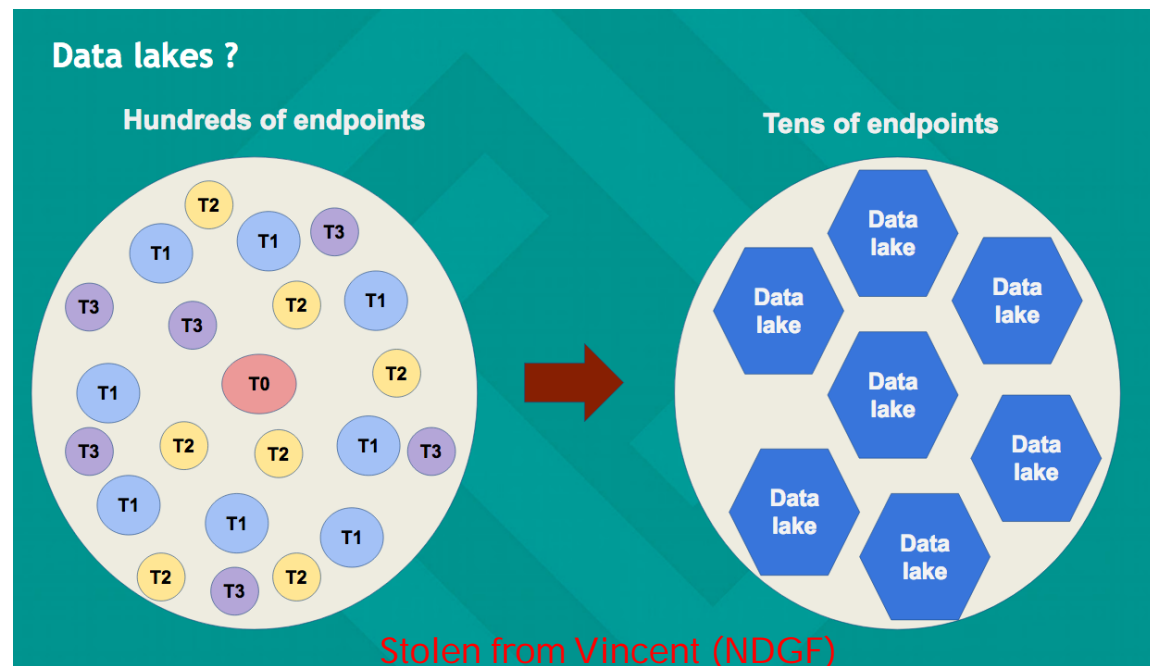 Data lakes ?
Hundreds of endpoints
Tens of endpoints
T2
T1
T1
T3
T3
T3
T2
T1
T0
T2
T1
T3
T2
T2
T1
T3
T1
T1
T1
T2
T3
T2
Data
lake
Data
lake
Data
lake
Data
lake
Data
lake
Data
lake
Data
lake
Stolen from Vincent (NDGF)